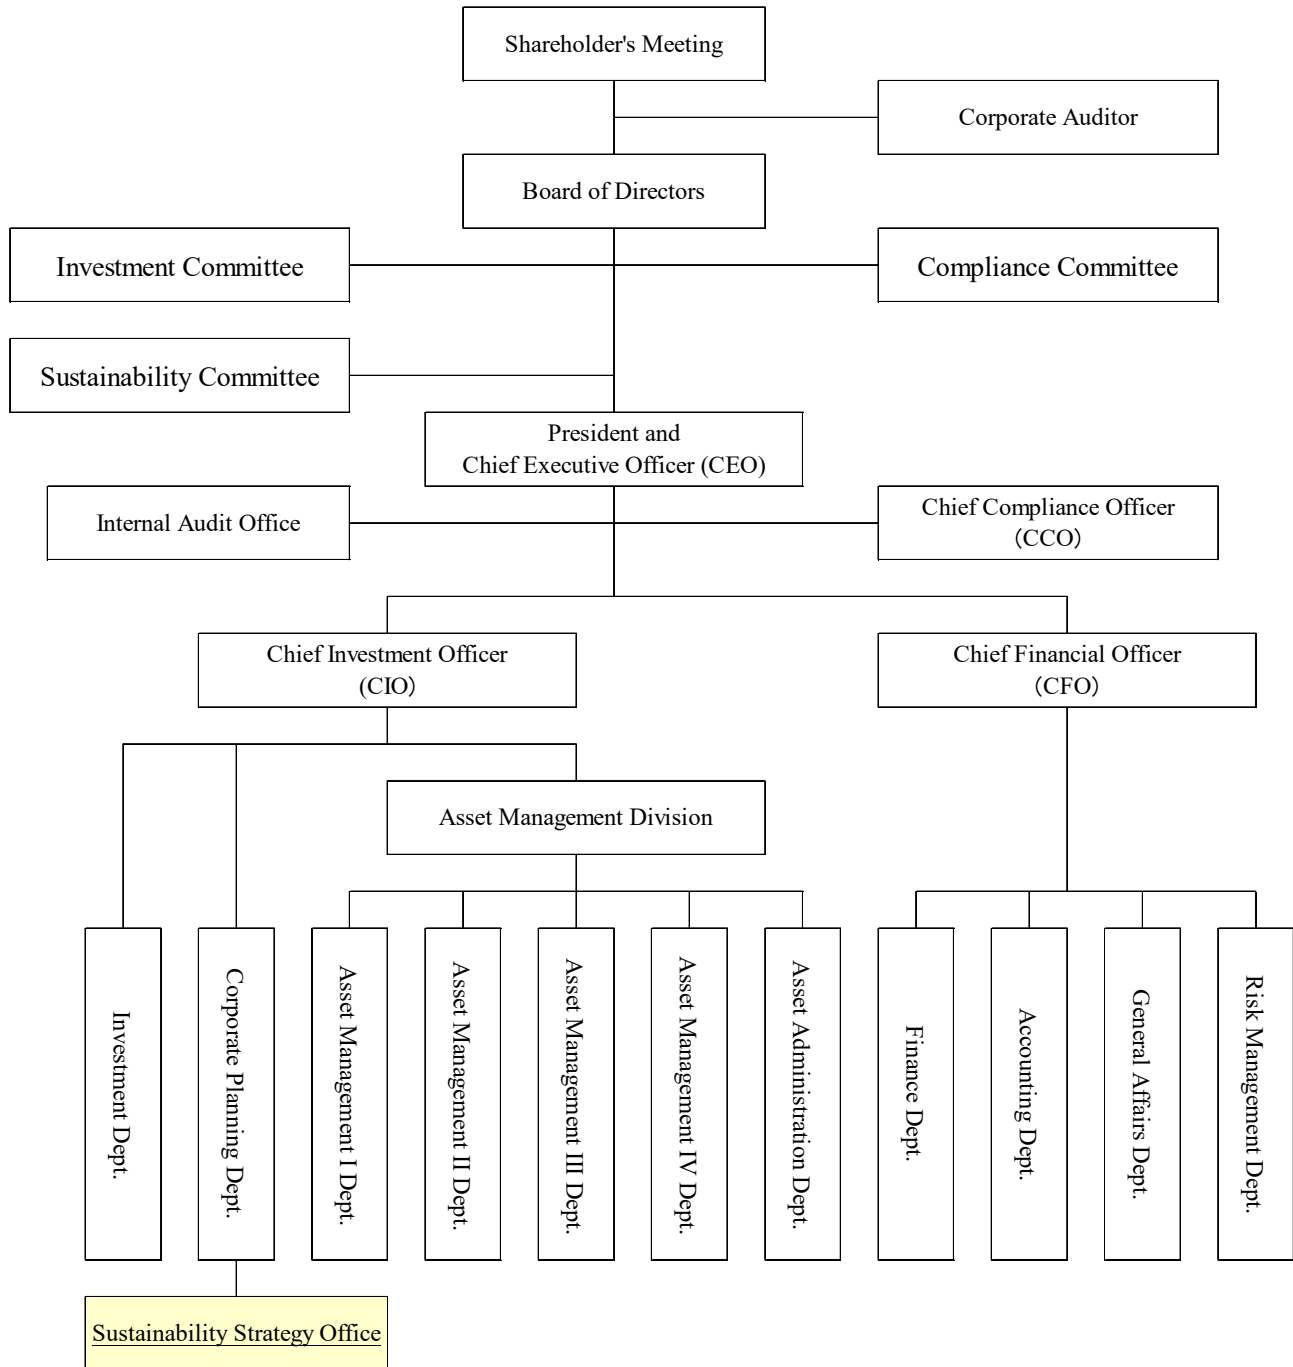 Shareholder's Meeting
Corporate Auditor
Board of Directors
Investment Committee
Compliance Committee
Sustainability Committee
President and
Chief Executive Officer (CEO)
Internal Audit Office
Chief Compliance Officer
（CCO）
Chief Investment Officer
(CIO）
Chief Financial Officer
（CFO）
Asset Management Division
Investment Dept.
Corporate Planning Dept.
Asset Management I Dept.
Asset Management II Dept.
Asset Management III Dept.
Asset Management IV Dept.
Asset Administration Dept.
Finance Dept.
Accounting Dept.
General Affairs Dept.
Risk Management Dept.
Sustainability Strategy Office